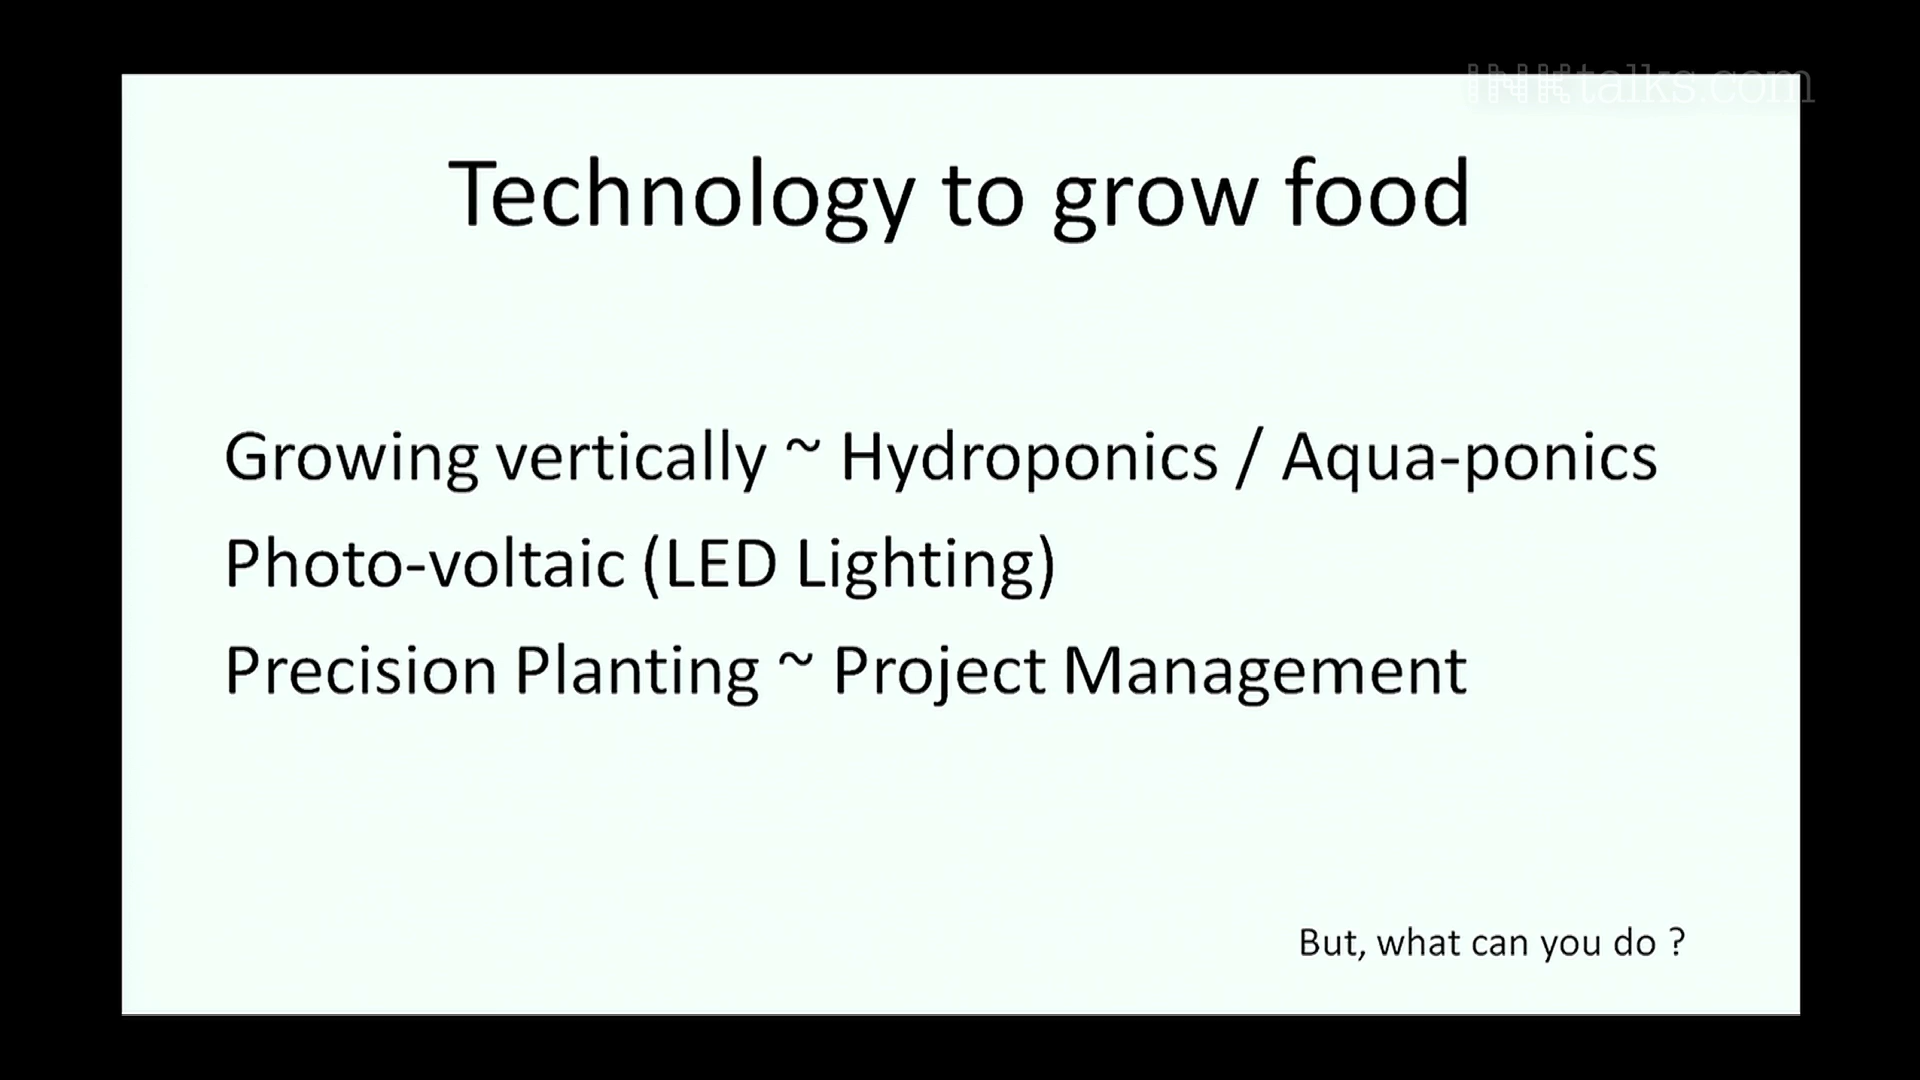 INKtalks.com
Technology to grow food
Growing vertically ~ Hydroponics / Aqua-ponics
Photo-voltaic (LED Lighting)
Precision Planting ~ Project Management
But, what can you do ?